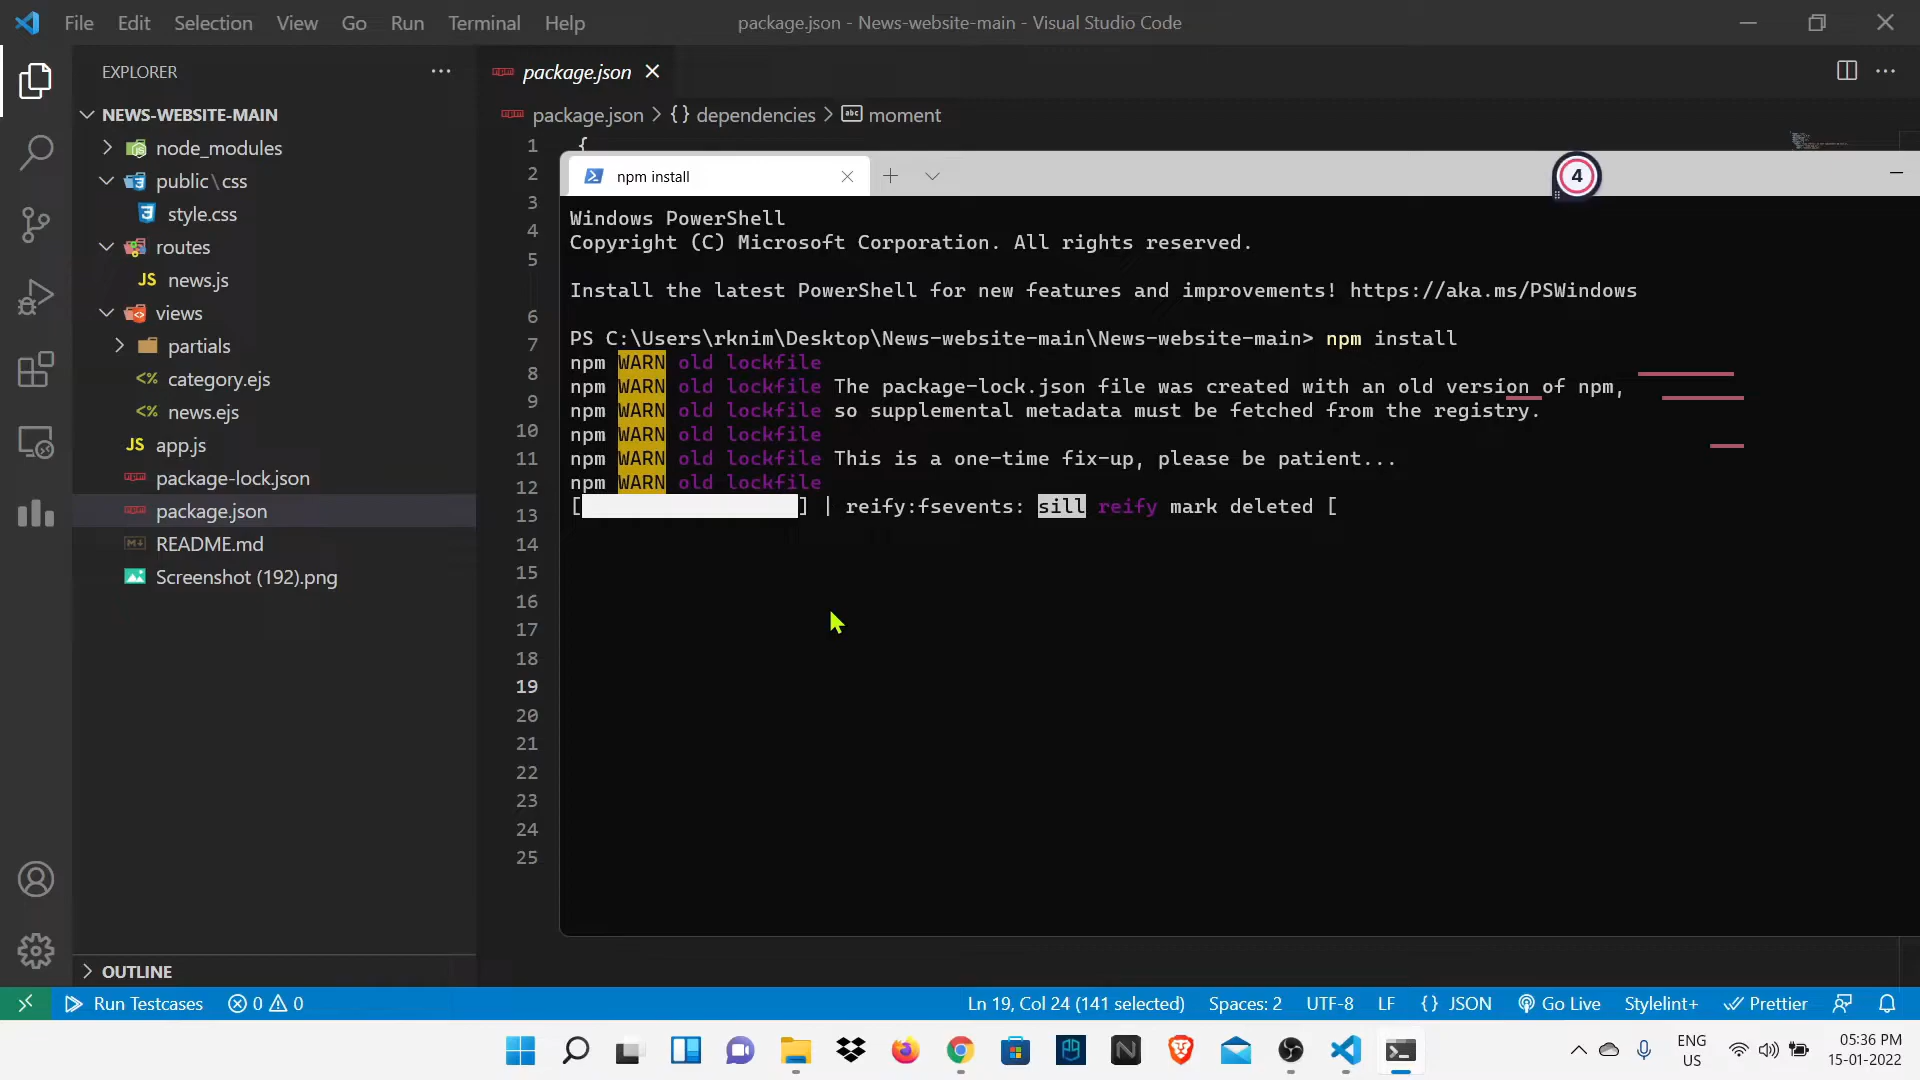 File Edit Selection View Go Run Terminal Help
package.json - News-website-main - Visual Studio Code
EXPLORER
NEWS-WEBSITE-MAIN
node_modules
public\css
style.css
routes
JS news.js
views
partials
<% category.ejs
<% news.ejs
JS app.js
package-lock.json
package.json
README.md
Screenshot (192).png
OUTLINE
package.json
package.json > {} dependencies > abc moment
1 {
2
3
4
5
6
7
8
9
10
11
12
13
14
15
16
17
18
19
20
21
22
23
24
25
npm install
4
Windows PowerShell
Copyright (C) Microsoft Corporation. All rights reserved.
Install the latest PowerShell for new features and improvements! https://aka.ms/PSWindows
PS C:\Users\rknim\Desktop\News-website-main\News-website-main> npm install
npm WARN old lockfile
npm WARN old lockfile The package-lock.json file was created with an old version of npm,
npm WARN old lockfile so supplemental metadata must be fetched from the registry.
npm WARN old lockfile
npm WARN old lockfile This is a one-time fix-up, please be patient...
npm WARN old lockfile
[ ] | reify:fsevents: sill reify mark deleted [
Run Testcases 0 0
Ln 19, Col 24 (141 selected) Spaces: 2 UTF-8 LF {} JSON Go Live Stylelint+ Prettier
ENG
US
05:36 PM
15-01-2022